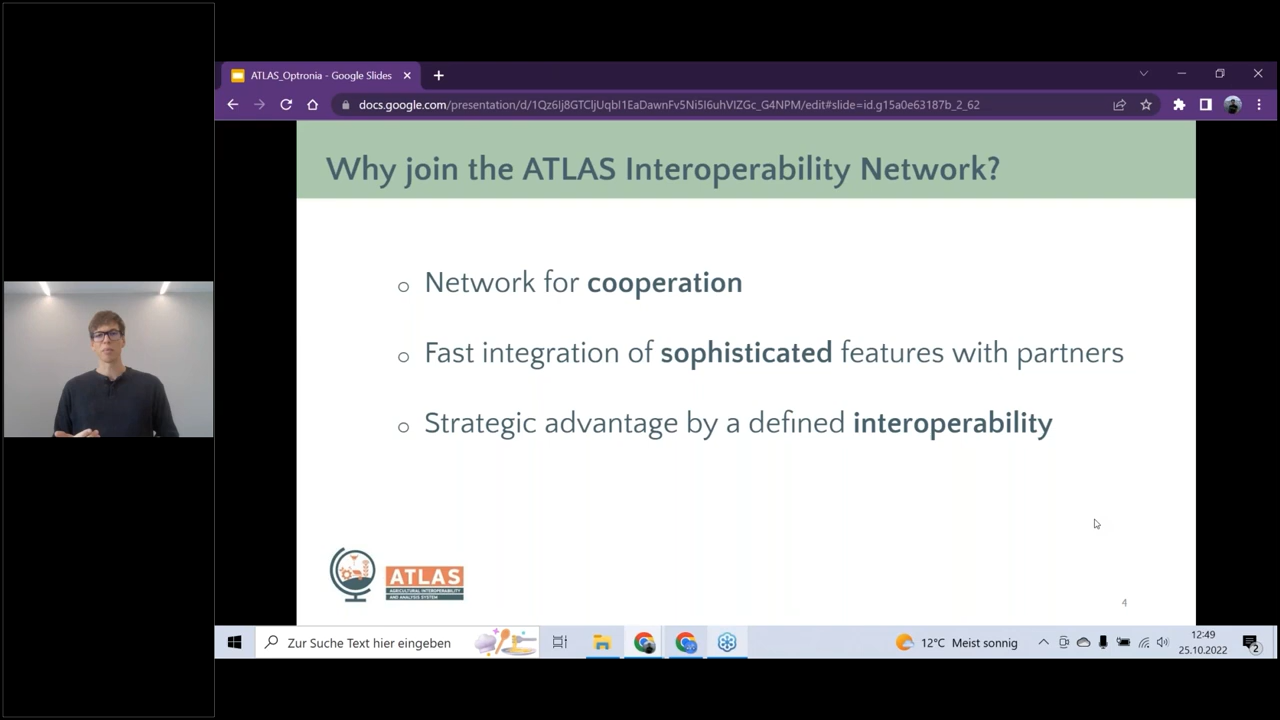 ATLAS_Optronia - Google Slides
docs.google.com/presentation/d/1Qz6Ij8GTCljUqbI1EaDawnFv5Ni5I6uhVIZGc_G4NPM/edit#slide=id.g15a0e63187b_2_62
Why join the ATLAS Interoperability Network?
Network for cooperation
Fast integration of sophisticated features with partners
Strategic advantage by a defined interoperability
ATLAS
AGRICULTURAL INTEROPERABILITY
AND ANALYSIS SYSTEM
4
Zur Suche Text hier eingeben
12°C Meist sonnig
12:49
25.10.2022
2